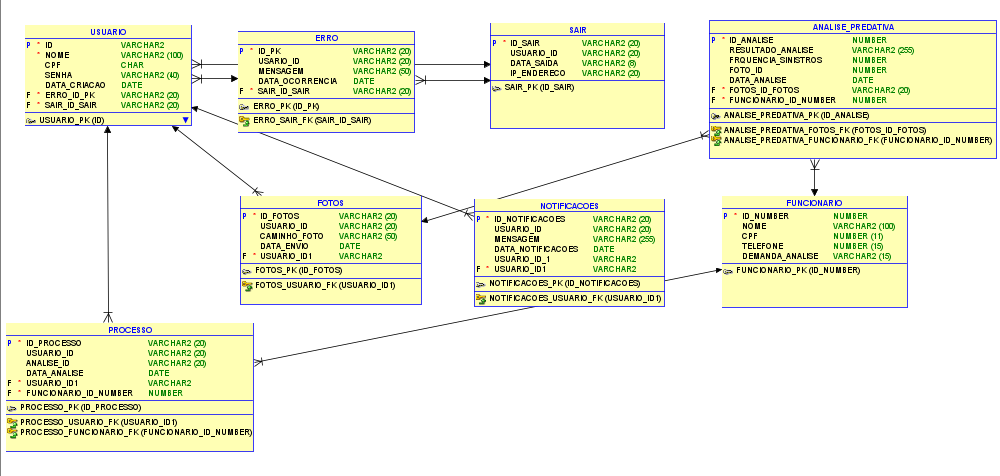 USUARIO
P * ID VARCHAR2
* NOME VARCHAR2 (100)
CPF CHAR
SENHA VARCHAR2 (40)
DATA_CRIACAO DATE
F * ERRO_ID_PK VARCHAR2 (20)
F * SAIR_ID_SAIR VARCHAR2 (20)
USUARIO_PK (ID)
ERRO
P * ID_PK VARCHAR2 (20)
USARIO_ID VARCHAR2 (20)
MENSAGEM VARCHAR2 (50)
DATA_OCORRENCIA DATE
F * SAIR_ID_SAIR VARCHAR2 (20)
ERRO_PK (ID_PK)
ERRO_SAIR_FK (SAIR_ID_SAIR)
SAIR
P * ID_SAIR VARCHAR2 (20)
USUARIO_ID VARCHAR2 (20)
DATA_SAIDA VARCHAR2 (8)
IP_ENDERECO VARCHAR2 (20)
SAIR_PK (ID_SAIR)
ANALISE_PREDATIVA
P * ID_ANALISE NUMBER
RESULTADO_ANALISE VARCHAR2 (255)
FRQUENCIA_SINISTROS NUMBER
FOTO_ID NUMBER
DATA_ANALISE DATE
F * FOTOS_ID_FOTOS VARCHAR2 (20)
F * FUNCIONARIO_ID_NUMBER NUMBER
ANALISE_PREDATIVA_PK (ID_ANALISE)
ANALISE_PREDATIVA_FOTOS_FK (FOTOS_ID_FOTOS)
ANALISE_PREDATIVA_FUNCIONARIO_FK (FUNCIONARIO_ID_NUMBER)
FOTOS
P * ID_FOTOS VARCHAR2 (20)
USUARIO_ID VARCHAR2 (20)
CAMINHO_FOTO VARCHAR2 (50)
DATA_ENVIO DATE
F * USUARIO_ID1 VARCHAR2
FOTOS_PK (ID_FOTOS)
FOTOS_USUARIO_FK (USUARIO_ID1)
NOTIFICACOES
P * ID_NOTIFICACOES VARCHAR2 (20)
USUARIO_ID VARCHAR2 (20)
MENSAGEM VARCHAR2 (255)
DATA_NOTIFICACOES DATE
USUARIO_ID_1 VARCHAR2
F * USUARIO_ID1 VARCHAR2
NOTIFICACOES_PK (ID_NOTIFICACOES)
NOTIFICACOES_USUARIO_FK (USUARIO_ID1)
FUNCIONARIO
P * ID_NUMBER NUMBER
NOME VARCHAR2 (100)
CPF NUMBER (11)
TELEFONE NUMBER (15)
DEMANDA_ANALISE VARCHAR2 (15)
FUNCIONARIO_PK (ID_NUMBER)
PROCESSO
P * ID_PROCESSO VARCHAR2 (20)
USUARIO_ID VARCHAR2 (20)
ANALISE_ID VARCHAR2 (20)
DATA_ANALISE DATE
F * USUARIO_ID1 VARCHAR2
F * FUNCIONARIO_ID_NUMBER NUMBER
PROCESSO_PK (ID_PROCESSO)
PROCESSO_USUARIO_FK (USUARIO_ID1)
PROCESSO_FUNCIONARIO_FK (FUNCIONARIO_ID_NUMBER)